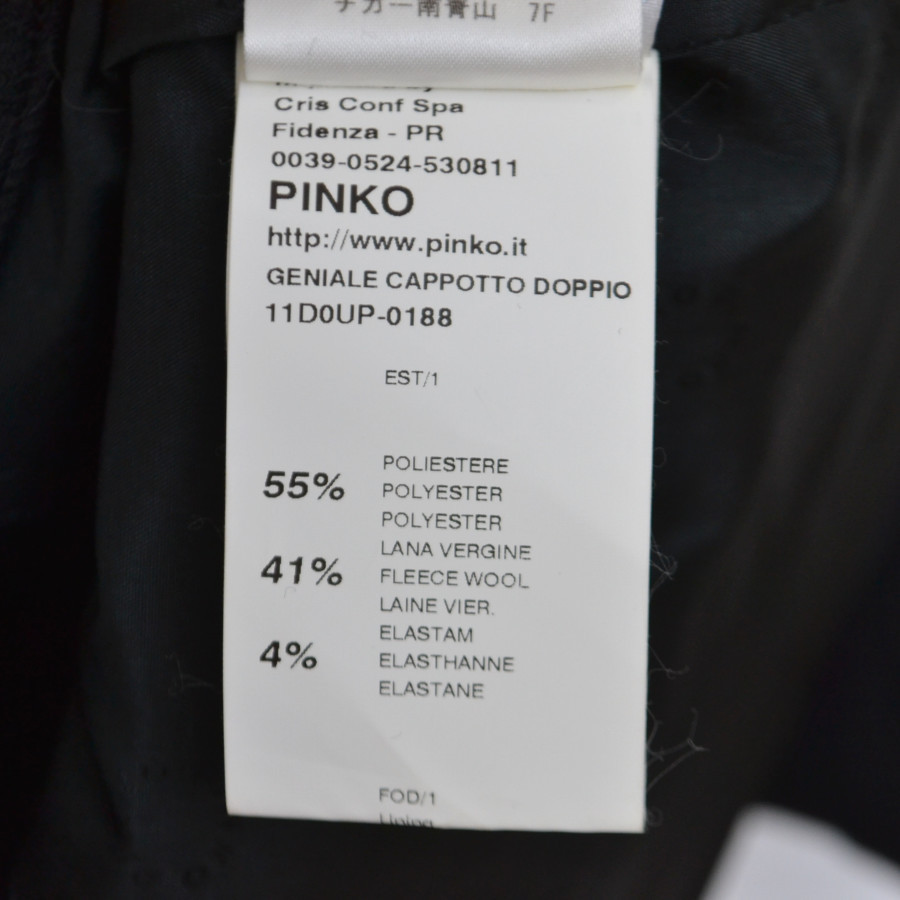 チカー南青山 7F
Cris Conf Spa
Fidenza - PR
0039-0524-530811
PINKO
http://www.pinko.it
GENIALE CAPPOTTO DOPPIO
11D0UP-0188
EST/1
55% POLIESTERE
POLYESTER
POLYESTER
41% LANA VERGINE
FLEECE WOOL
LAINE VIER.
4% ELASTAM
ELASTHANNE
ELASTANE
FOD/1
Lining